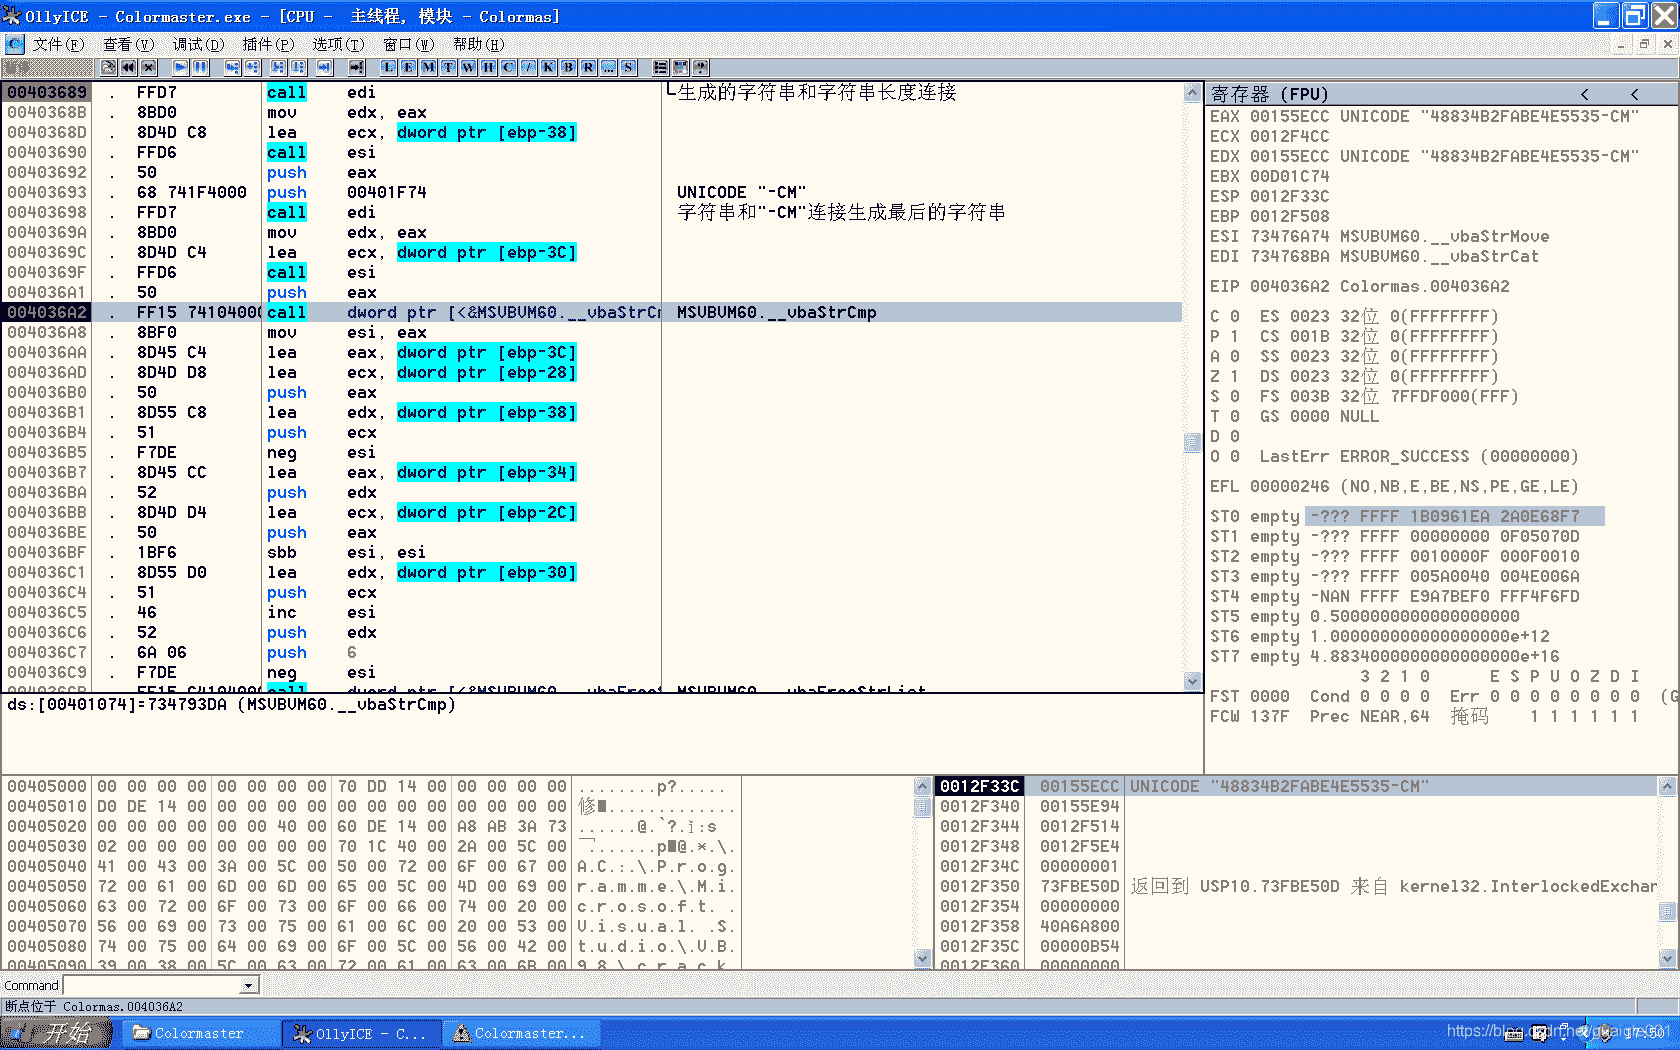 OllyICE - Colormaster.exe - [CPU - 主线程, 模块 - Colormas]
文件(F) 查看(V) 调试(D) 插件(P) 选项(T) 窗口(W) 帮助(H)
L E M T W H C / K B R ... S
00403689 . FFD7 call edi └生成的字符串和字符串长度连接
0040368B . 8BD0 mov edx, eax
0040368D . 8D4D C8 lea ecx, dword ptr [ebp-38]
00403690 . FFD6 call esi
00403692 . 50 push eax
00403693 . 68 741F4000 push 00401F74 UNICODE "-CM"
00403698 . FFD7 call edi 字符串和"-CM"连接生成最后的字符串
0040369A . 8BD0 mov edx, eax
0040369C . 8D4D C4 lea ecx, dword ptr [ebp-3C]
0040369F . FFD6 call esi
004036A1 . 50 push eax
004036A2 . FF15 74104000 call dword ptr [<&MSVBVM60.__vbaStrCm MSVBVM60.__vbaStrCmp
004036A8 . 8BF0 mov esi, eax
004036AA . 8D45 C4 lea eax, dword ptr [ebp-3C]
004036AD . 8D4D D8 lea ecx, dword ptr [ebp-28]
004036B0 . 50 push eax
004036B1 . 8D55 C8 lea edx, dword ptr [ebp-38]
004036B4 . 51 push ecx
004036B5 . F7DE neg esi
004036B7 . 8D45 CC lea eax, dword ptr [ebp-34]
004036BA . 52 push edx
004036BB . 8D4D D4 lea ecx, dword ptr [ebp-2C]
004036BE . 50 push eax
004036BF . 1BF6 sbb esi, esi
004036C1 . 8D55 D0 lea edx, dword ptr [ebp-30]
004036C4 . 51 push ecx
004036C5 . 46 inc esi
004036C6 . 52 push edx
004036C7 . 6A 06 push 6
004036C9 . F7DE neg esi
004036CB . FF15 C4104000 call dword ptr [<&MSVBVM60.__vbaFreeS MSVBVM60.__vbaFreeStrList
ds:[00401074]=734793DA (MSVBVM60.__vbaStrCmp)
寄存器 (FPU) < <
EAX 00155ECC UNICODE "48834B2FABE4E5535-CM"
ECX 0012F4CC
EDX 00155ECC UNICODE "48834B2FABE4E5535-CM"
EBX 00D01C74
ESP 0012F33C
EBP 0012F508
ESI 73476A74 MSVBVM60.__vbaStrMove
EDI 734768BA MSVBVM60.__vbaStrCat
EIP 004036A2 Colormas.004036A2
C 0 ES 0023 32位 0(FFFFFFFF)
P 1 CS 001B 32位 0(FFFFFFFF)
A 0 SS 0023 32位 0(FFFFFFFF)
Z 1 DS 0023 32位 0(FFFFFFFF)
S 0 FS 003B 32位 7FFDF000(FFF)
T 0 GS 0000 NULL
D 0
O 0 LastErr ERROR_SUCCESS (00000000)
EFL 00000246 (NO,NB,E,BE,NS,PE,GE,LE)
ST0 empty -??? FFFF 1B0961EA 2A0E68F7
ST1 empty -??? FFFF 00000000 0F05070D
ST2 empty -??? FFFF 0010000F 000F0010
ST3 empty -??? FFFF 005A0040 004E006A
ST4 empty -NAN FFFF E9A7BEF0 FFF4F6FD
ST5 empty 0.5000000000000000000
ST6 empty 1.0000000000000000000e+12
ST7 empty 4.8834000000000000000e+16
3 2 1 0 E S P U O Z D I
FST 0000 Cond 0 0 0 0 Err 0 0 0 0 0 0 0 0 (G
FCW 137F Prec NEAR,64 掩码 1 1 1 1 1 1
00405000 00 00 00 00 00 00 00 00 70 DD 14 00 00 00 00 00 ........p?......
00405010 D0 DE 14 00 00 00 00 00 00 00 00 00 00 00 00 00
00405020 00 00 00 00 00 00 40 00 60 DE 14 00 A8 AB 3A 73
00405030 02 00 00 00 00 00 00 00 70 1C 40 00 2A 00 5C 00
00405040 41 00 43 00 3A 00 5C 00 50 00 72 00 6F 00 67 00 A.C.:.\.P.r.o.g.
00405050 72 00 61 00 6D 00 6D 00 65 00 5C 00 4D 00 69 00 r.a.m.m.e.\.M.i.
00405060 63 00 72 00 6F 00 73 00 6F 00 66 00 74 00 20 00 c.r.o.s.o.f.t. .
00405070 56 00 69 00 73 00 75 00 61 00 6C 00 20 00 53 00 V.i.s.u.a.l. .S.
00405080 74 00 75 00 64 00 69 00 6F 00 5C 00 56 00 42 00 t.u.d.i.o.\.V.B.
00405090 39 00 38 00 5C 00 63 00 72 00 61 00 63 00 6B 00 9.8.\.c.r.a.c.k.
0012F33C 00155ECC UNICODE "48834B2FABE4E5535-CM"
0012F340 00155E94
0012F344 0012F514
0012F348 0012F5E4
0012F34C 00000001
0012F350 73FBE50D 返回到 USP10.73FBE50D 来自 kernel32.InterlockedExchan
0012F354 00000000
0012F358 40A6A800
0012F35C 00000B54
0012F360 00000000
Command
断点位于 Colormas.004036A2
开始 Colormaster OllyICE - C... Colormaster... 17:50